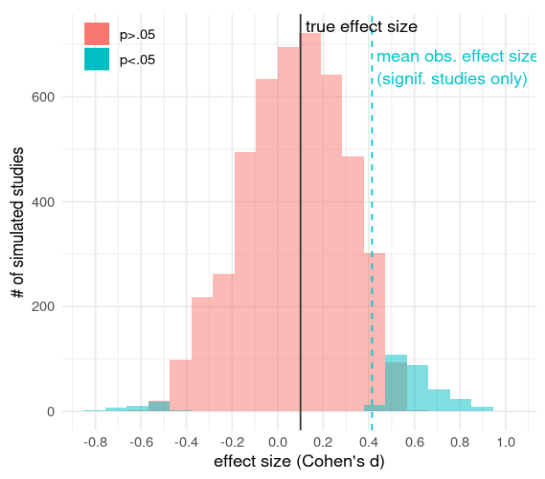 true effect size
p>.05
p<.05
mean obs. effect size
(signif. studies only)
# of simulated studies
600
400
200
0
-0.8 -0.6 -0.4 -0.2 0.0 0.2 0.4 0.6 0.8 1.0
effect size (Cohen's d)